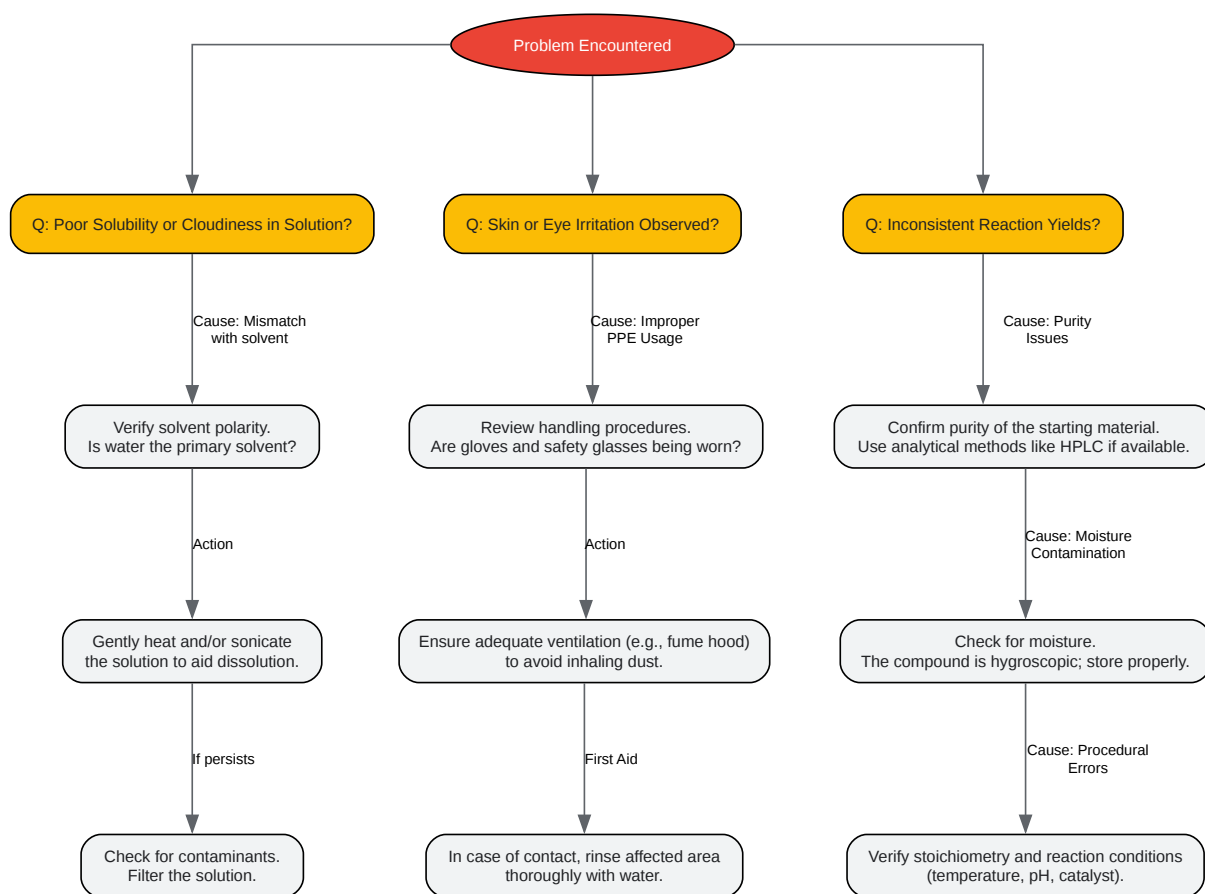 Problem Encountered
Q: Poor Solubility or Cloudiness in Solution?
Q: Skin or Eye Irritation Observed?
Q: Inconsistent Reaction Yields?
Cause: Mismatch
with solvent
Cause: Improper
PPE Usage
Cause: Purity
Issues
Verify solvent polarity.
Is water the primary solvent?
Review handling procedures.
Are gloves and safety glasses being worn?
Confirm purity of the starting material.
Use analytical methods like HPLC if available.
Action
Action
Cause: Moisture
Contamination
Gently heat and/or sonicate
the solution to aid dissolution.
Ensure adequate ventilation (e.g., fume hood)
to avoid inhaling dust.
Check for moisture.
The compound is hygroscopic; store properly.
If persists
First Aid
Cause: Procedural
Errors
Check for contaminants.
Filter the solution.
In case of contact, rinse affected area
thoroughly with water.
Verify stoichiometry and reaction conditions
(temperature, pH, catalyst).